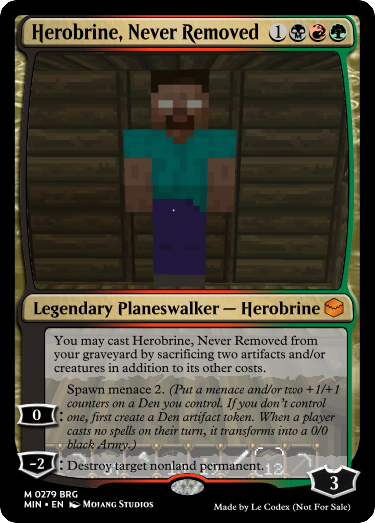 Herobrine, Never Removed 1
Legendary Planeswalker — Herobrine
You may cast Herobrine, Never Removed from
your graveyard by sacrificing two artifacts and/or
creatures in addition to its other costs.
Spawn menace 2. (Put a menace and/or two +1/+1
counters on a Den you control. If you don't control
0 : one, first create a Den artifact token. When a player
casts no spells on their turn, it transforms into a 0/0
black Army.)
-2 : Destroy target nonland permanent.
12
3
M 0279 BRG
MIN • EN Mojang Studios
Made by Le Codex (Not For Sale)